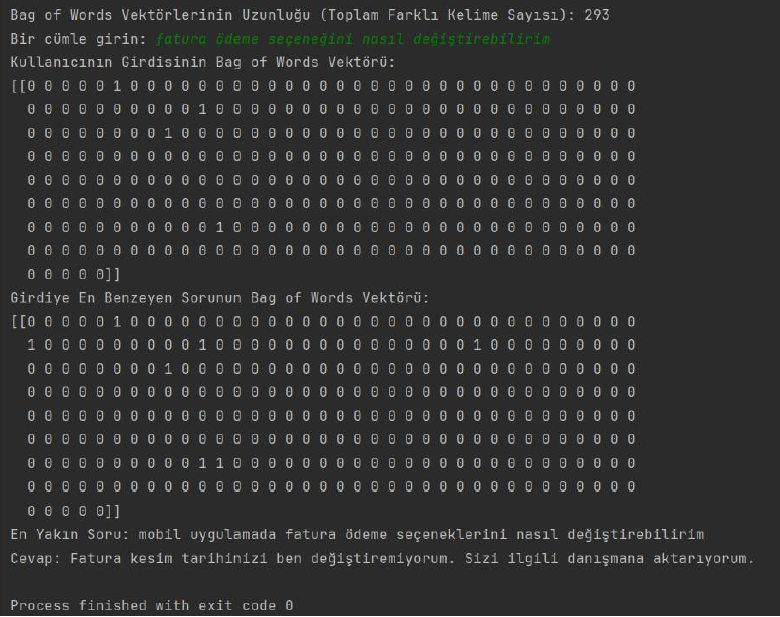 Bag of Words Vektörlerinin Uzunluğu (Toplam Farklı Kelime Sayısı): 293
Bir cümle girin: fatura ödeme seçeneğini nasıl değiştirebilirim
Kullanıcının Girdisinin Bag of Words Vektörü:
[[0 0 0 0 0 1 0 0 0 0 0 0 0 0 0 0 0 0 0 0 0 0 0 0 0 0 0 0 0 0 0 0 0 0 0 0
0 0 0 0 0 0 0 0 0 0 1 0 0 0 0 0 0 0 0 0 0 0 0 0 0 0 0 0 0 0 0 0 0 0 0 0
0 0 0 0 0 0 0 0 1 0 0 0 0 0 0 0 0 0 0 0 0 0 0 0 0 0 0 0 0 0 0 0 0 0 0 0
0 0 0 0 0 0 0 0 0 0 0 0 0 0 0 0 0 0 0 0 0 0 0 0 0 0 0 0 0 0 0 0 0 0 0 0
0 0 0 0 0 0 0 0 0 0 0 0 0 0 0 0 0 0 0 0 0 0 0 0 0 0 0 0 0 0 0 0 0 0 0 0
0 0 0 0 0 0 0 0 0 0 0 0 0 0 0 0 0 0 0 0 0 0 0 0 0 0 0 0 0 0 0 0 0 0 0 0
0 0 0 0 0 0 0 0 0 0 0 1 0 0 0 0 0 0 0 0 0 0 0 0 0 0 0 0 0 0 0 0 0 0 0 0
0 0 0 0 0 0 0 0 0 0 0 0 0 0 0 0 0 0 0 0 0 0 0 0 0 0 0 0 0 0 0 0 0 0 0 0
0 0 0 0 0]]
Girdiye En Benzeyen Sorunun Bag of Words Vektörü:
[[0 0 0 0 0 1 0 0 0 0 0 0 0 0 0 0 0 0 0 0 0 0 0 0 0 0 0 0 0 0 0 0 0 0 0 0
1 0 0 0 0 0 0 0 0 0 1 0 0 0 0 0 0 0 0 0 0 0 0 0 0 0 1 0 0 0 0 0 0 0 0 0
0 0 0 0 0 0 0 0 1 0 0 0 0 0 0 0 0 0 0 0 0 0 0 0 0 0 0 0 0 0 0 0 0 0 0 0
0 0 0 0 0 0 0 0 0 0 0 0 0 0 0 0 0 0 0 0 0 0 0 0 0 0 0 0 0 0 0 0 0 0 0 0
0 0 0 0 0 0 0 0 0 0 0 0 0 0 0 0 0 0 0 0 0 0 0 0 0 0 0 0 0 0 0 0 0 0 0 0
0 0 0 0 0 0 0 0 0 0 0 0 0 0 0 0 0 0 0 0 0 0 0 0 0 0 0 0 0 0 0 0 0 0 0 0
0 0 0 0 0 0 0 0 0 0 1 1 0 0 0 0 0 0 0 0 0 0 0 0 0 0 0 0 0 0 0 0 0 0 0 0
0 0 0 0 0 0 0 0 0 0 0 0 0 0 0 0 0 0 0 0 0 0 0 0 0 0 0 0 0 0 0 0 0 0 0 0
0 0 0 0 0]]
En Yakın Soru: mobil uygulamada fatura ödeme seçeneklerini nasıl değiştirebilirim
Cevap: Fatura kesim tarihinizi ben değiştiremiyorum. Sizi ilgili danışmana aktarıyorum.
Process finished with exit code 0